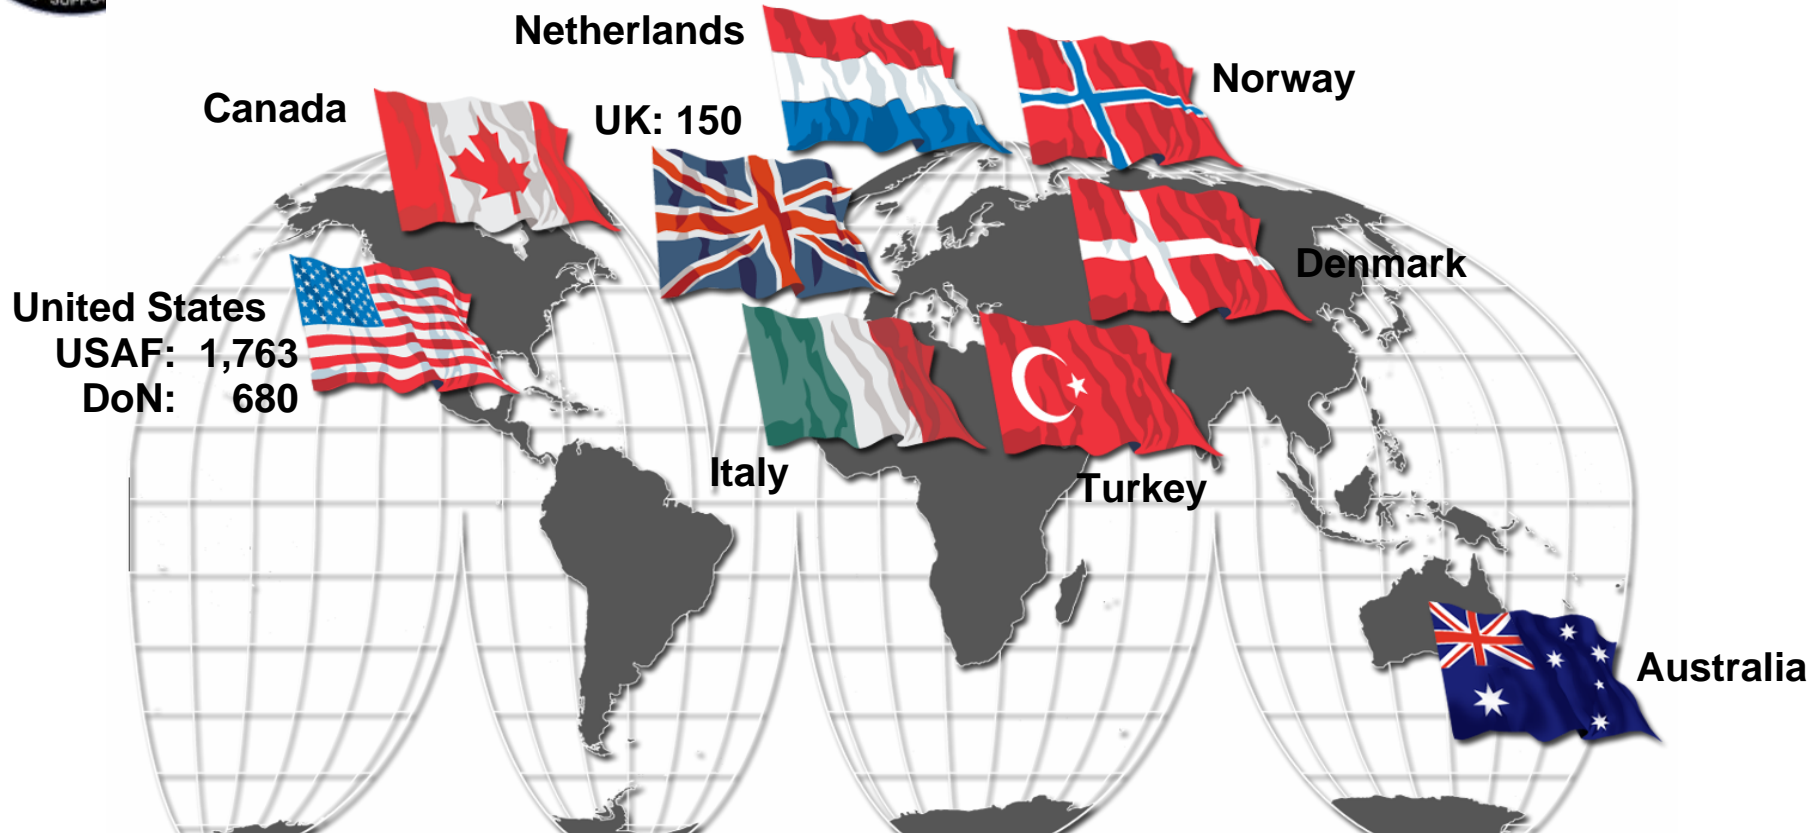 Netherlands
Norway
Canada
UK: 150
Denmark
United States
USAF: 1,763
DoN: 680
Italy
Turkey
Australia